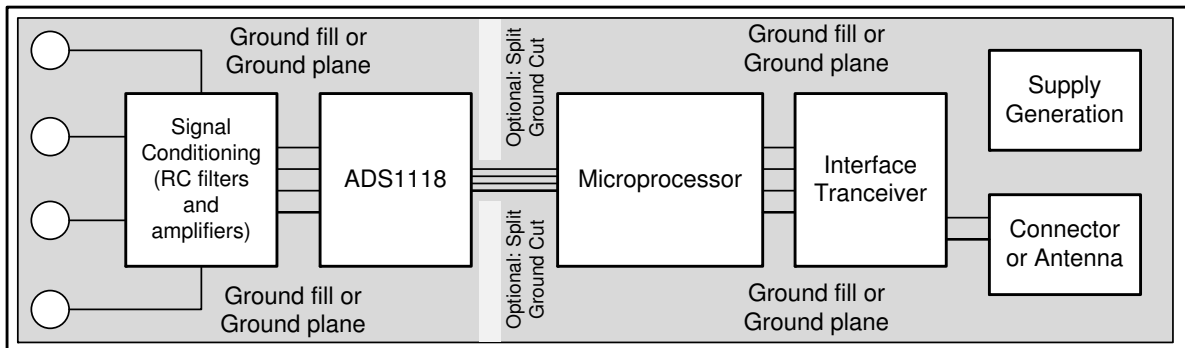 Ground fill or
Ground plane
Optional: Split
Ground Cut
Ground fill or
Ground plane
Signal
Conditioning
(RC filters
and
amplifiers)
ADS1118
Microprocessor
Interface
Tranceiver
Supply
Generation
Connector
or Antenna
Ground fill or
Ground plane
Optional: Split
Ground Cut
Ground fill or
Ground plane